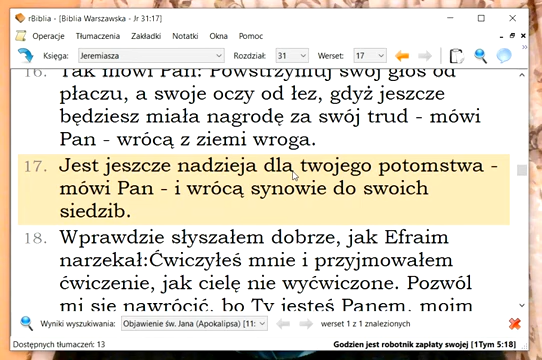 rBiblia - [Biblia Warszawska - Jr 31:17]
Operacje Tłumaczenia Zakładki Notatki Okna Pomoc
Księga: Jeremiasza Rozdział: 31 Werset: 17
16. Tak mówi Pan: Powstrzymuj swój głos od
płaczu, a swoje oczy od łez, gdyż jeszcze
będziesz miała nagrodę za swój trud - mówi
Pan - wrócą z ziemi wroga.
17. Jest jeszcze nadzieja dla twojego potomstwa -
mówi Pan - i wrócą synowie do swoich
siedzib.
18. Wprawdzie słyszałem dobrze, jak Efraim
narzekał:Ćwiczyłeś mnie i przyjmowałem
ćwiczenie, jak cielę nie wyćwiczone. Pozwól
mi się nawrócić, bo Ty jesteś Panem, moim
Wyniki wyszukiwania: Objawienie św. Jana (Apokalipsa) [11: werset 1 z 1 znalezionych
Dostępnych tłumaczeń: 13 Godzien jest robotnik zapłaty swojej [1Tym 5:18]